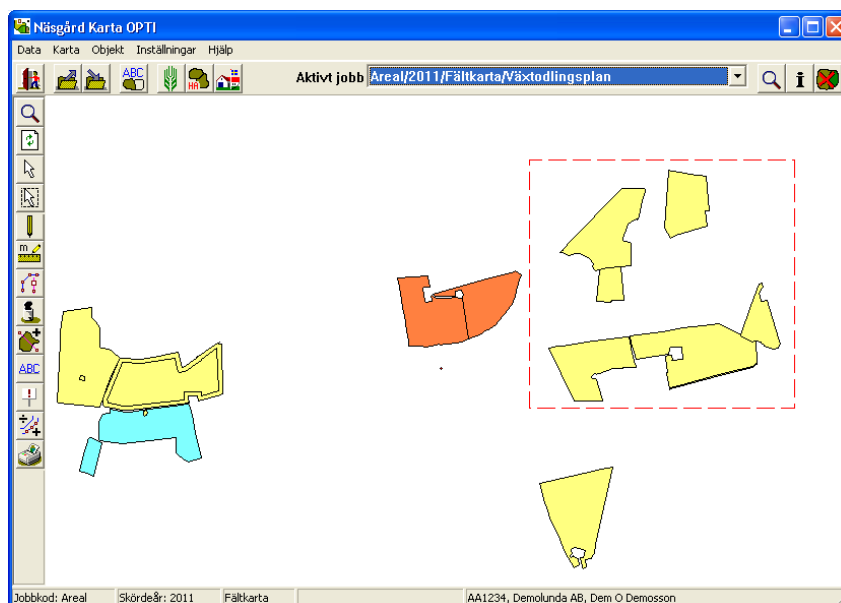 Näsgård Karta OPTI
Data Karta Objekt Inställningar Hjälp
ABC HA Aktivt jobb Areal/2011/Fältkarta/Växtodlingsplan i
m
ABC
Jobbkod: Areal Skördeår: 2011 Fältkarta AA1234, Demolunda AB, Dem O Demosson